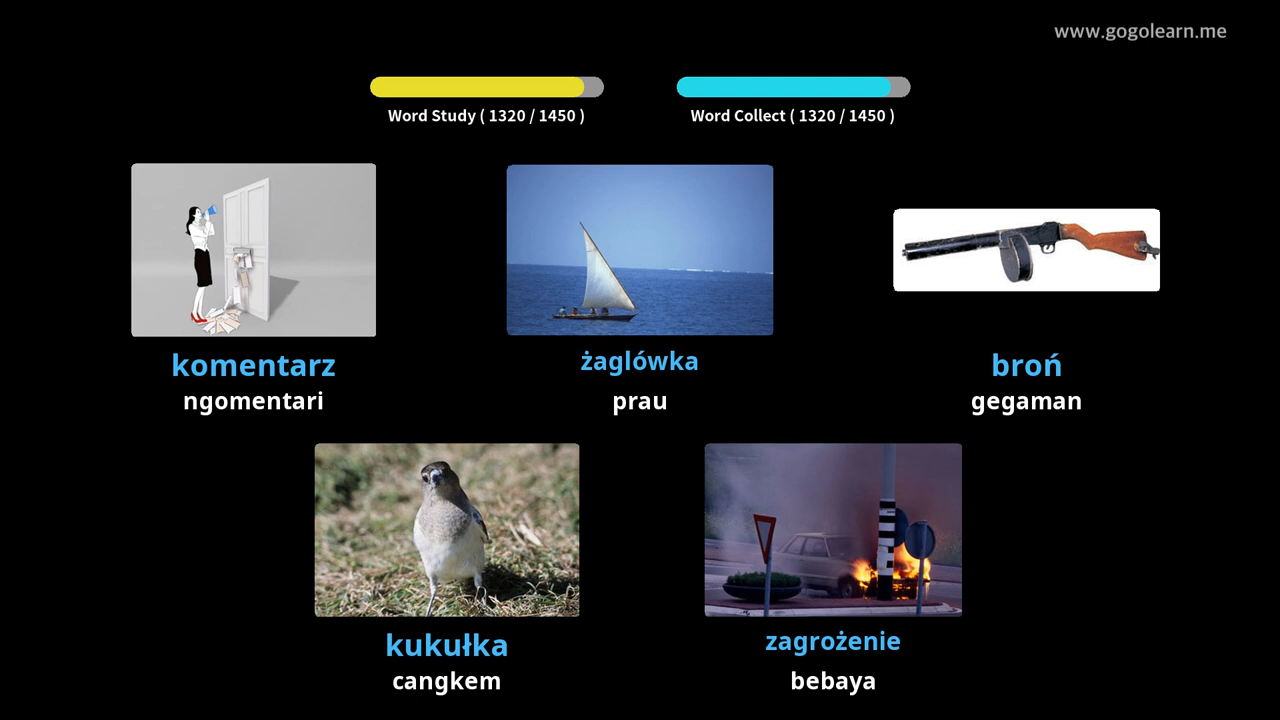 www.gogolearn.me
Word Study ( 1320 / 1450 )
Word Collect ( 1320 / 1450 )
komentarz
ngomentari
żaglówka
prau
broń
gegaman
kukułka
cangkem
zagrożenie
bebaya